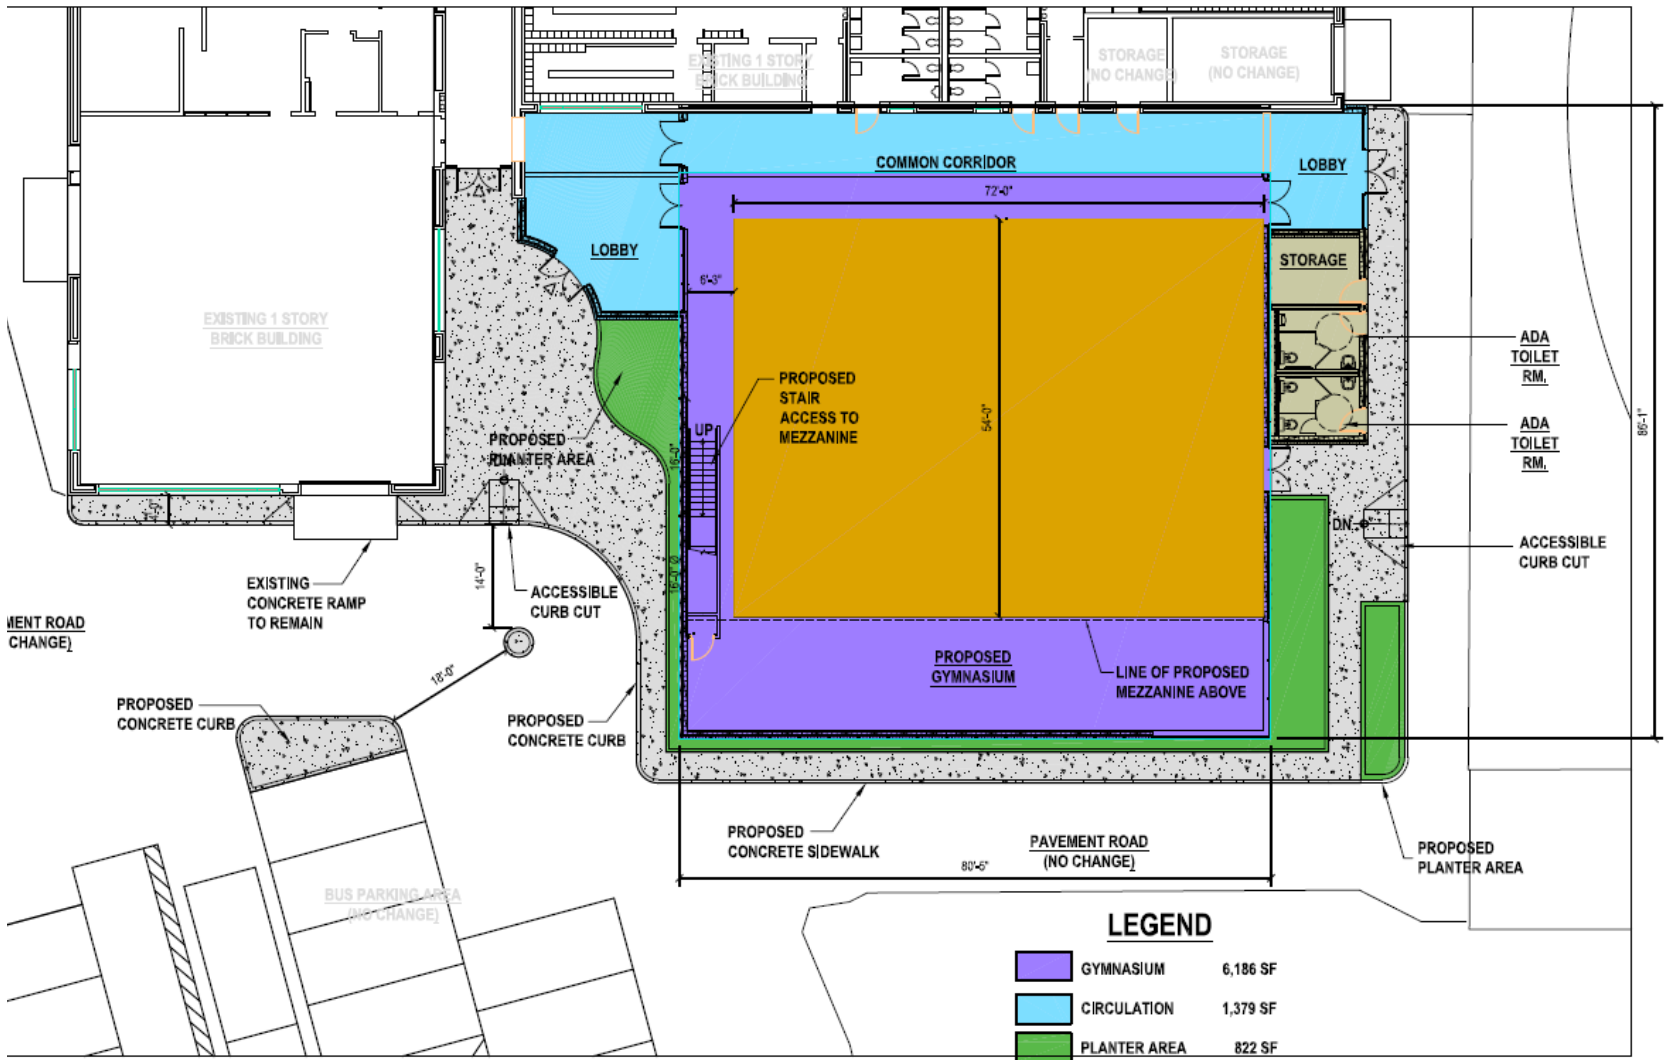 EXISTING 1 STORY
BRICK BUILDING
STORAGE
(NO CHANGE)
STORAGE
(NO CHANGE)
COMMON CORRIDOR
LOBBY
72'-0"
LOBBY
STORAGE
6'-3"
EXISTING 1 STORY
BRICK BUILDING
ADA
TOILET
RM.
PROPOSED
STAIR
ACCESS TO
MEZZANINE
54'-0"
86'-1"
UP
PROPOSED
PLANTER AREA
16'-0"
ADA
TOILET
RM.
DN.
ACCESSIBLE
CURB CUT
14'-0"
16'-0"
EXISTING
CONCRETE RAMP
TO REMAIN
ACCESSIBLE
CURB CUT
MENT ROAD
CHANGE)
PROPOSED
GYMNASIUM
LINE OF PROPOSED
MEZZANINE ABOVE
18'-0"
PROPOSED
CONCRETE CURB
PROPOSED
CONCRETE CURB
PROPOSED
CONCRETE SIDEWALK
PAVEMENT ROAD
(NO CHANGE)
PROPOSED
PLANTER AREA
BUS PARKING AREA
(NO CHANGE)
LEGEND
GYMNASIUM 6,186 SF
CIRCULATION 1,379 SF
PLANTER AREA 822 SF